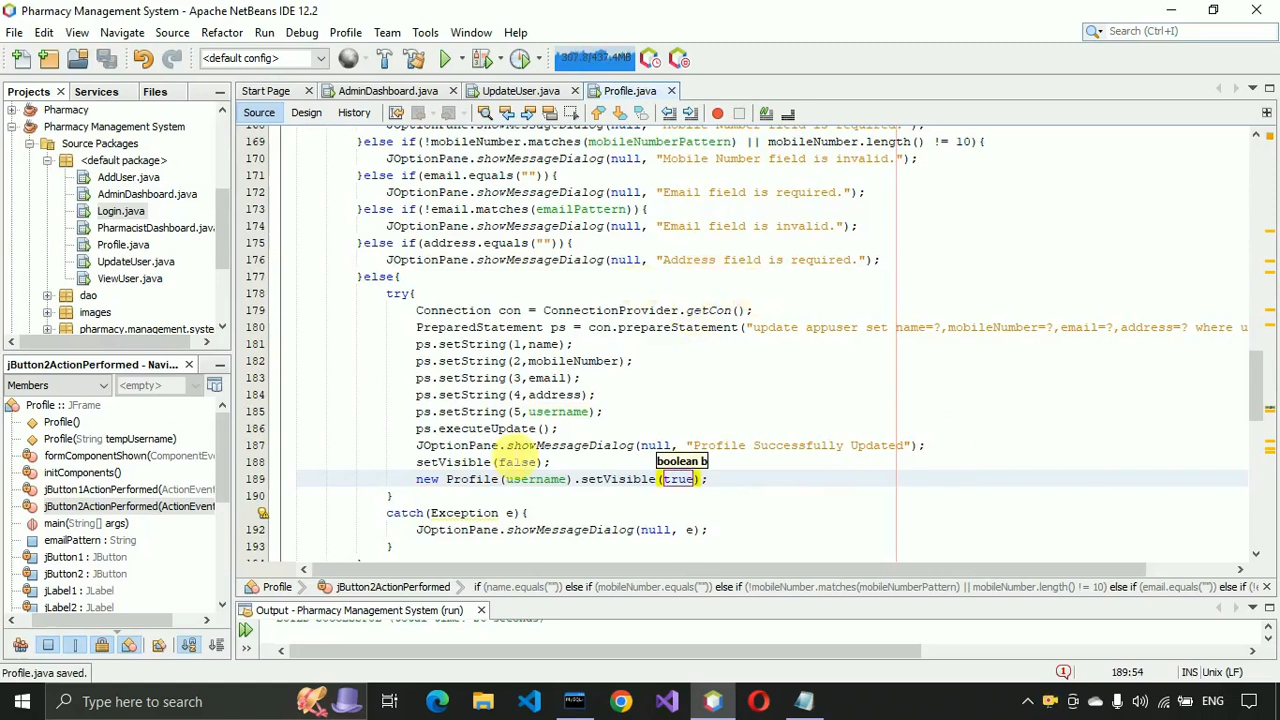 Pharmacy Management System - Apache NetBeans IDE 12.2
File Edit View Navigate Source Refactor Run Debug Profile Team Tools Window Help
Search (Ctrl+I)
<default config>
307.8/437.4MB
Projects
Services
Files
Start Page
AdminDashboard.java
UpdateUser.java
Profile.java
Source
Design
History
Pharmacy
Pharmacy Management System
Source Packages
<default package>
AddUser.java
AdminDashboard.java
Login.java
PharmacistDashboard.java
Profile.java
UpdateUser.java
ViewUser.java
dao
images
pharmacy.management.syste
169 }else if(!mobileNumber.matches(mobileNumberPattern) || mobileNumber.length() != 10){
170 JOptionPane.showMessageDialog(null, "Mobile Number field is invalid.");
171 }else if(email.equals("")){
172 JOptionPane.showMessageDialog(null, "Email field is required.");
173 }else if(!email.matches(emailPattern)){
174 JOptionPane.showMessageDialog(null, "Email field is invalid.");
175 }else if(address.equals("")){
176 JOptionPane.showMessageDialog(null, "Address field is required.");
177 }else{
178 try{
179 Connection con = ConnectionProvider.getCon();
180 PreparedStatement ps = con.prepareStatement("update appuser set name=?,mobileNumber=?,email=?,address=? where u
181 ps.setString(1,name);
182 ps.setString(2,mobileNumber);
183 ps.setString(3,email);
184 ps.setString(4,address);
185 ps.setString(5,username);
186 ps.executeUpdate();
187 JOptionPane.showMessageDialog(null, "Profile Successfully Updated");
188 setVisible(false);
boolean b
189 new Profile(username).setVisible(true);
190 }
catch(Exception e){
192 JOptionPane.showMessageDialog(null, e);
193 }
jButton2ActionPerformed - Navi...
Members
<empty>
Profile :: JFrame
Profile()
Profile(String tempUsername)
formComponentShown(ComponentEve
initComponents()
jButton1ActionPerformed(ActionEvent
jButton2ActionPerformed(ActionEvent
main(String[] args)
emailPattern : String
jButton1 : JButton
jButton2 : JButton
jLabel1 : JLabel
jLabel2 : JLabel
Profile
jButton2ActionPerformed
if (name.equals("")) else if (mobileNumber.equals("")) else if (!mobileNumber.matches(mobileNumberPattern) || mobileNumber.length() != 10) else if (email.equals("")) else if
Output - Pharmacy Management System (run)
Profile.java saved.
1
189:54
INS
Unix (LF)
Type here to search
ENG